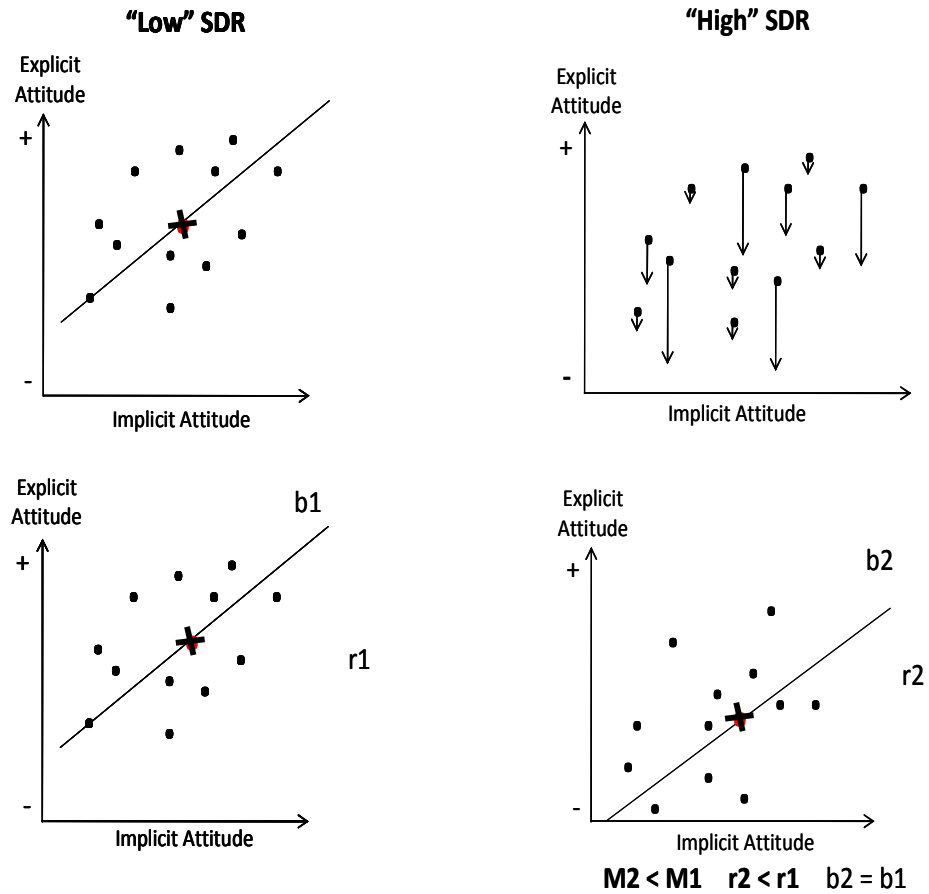 “Low” SDR
Explicit
Attitude
+
-
Implicit Attitude
“High” SDR
Explicit
Attitude
+
-
Implicit Attitude
Explicit
Attitude
b1
+
r1
-
Implicit Attitude
Explicit
Attitude
b2
+
r2
-
Implicit Attitude
M2 < M1 r2 < r1 b2 = b1